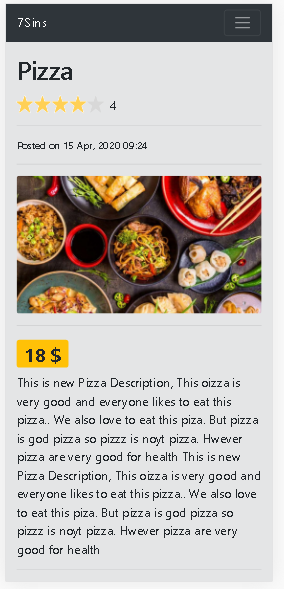 7Sins
Pizza
4
Posted on 15 Apr, 2020 09:24
18 $
This is new Pizza Description, This oizza is
very good and everyone likes to eat this
pizza.. We also love to eat this piza. But pizza
is god pizza so pizzz is noyt pizza. Hwever
pizza are very good for health This is new
Pizza Description, This oizza is very good and
everyone likes to eat this pizza.. We also love
to eat this piza. But pizza is god pizza so
pizzz is noyt pizza. Hwever pizza are very
good for health